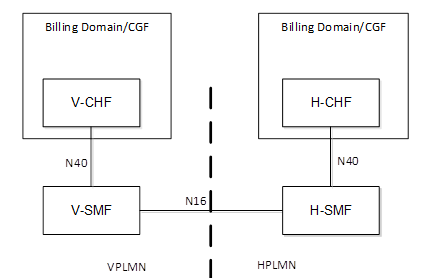 Billing Domain/CGF
Billing Domain/CGF
V-CHF
H-CHF
N40
N40
V-SMF
N16
H-SMF
VPLMN
HPLMN